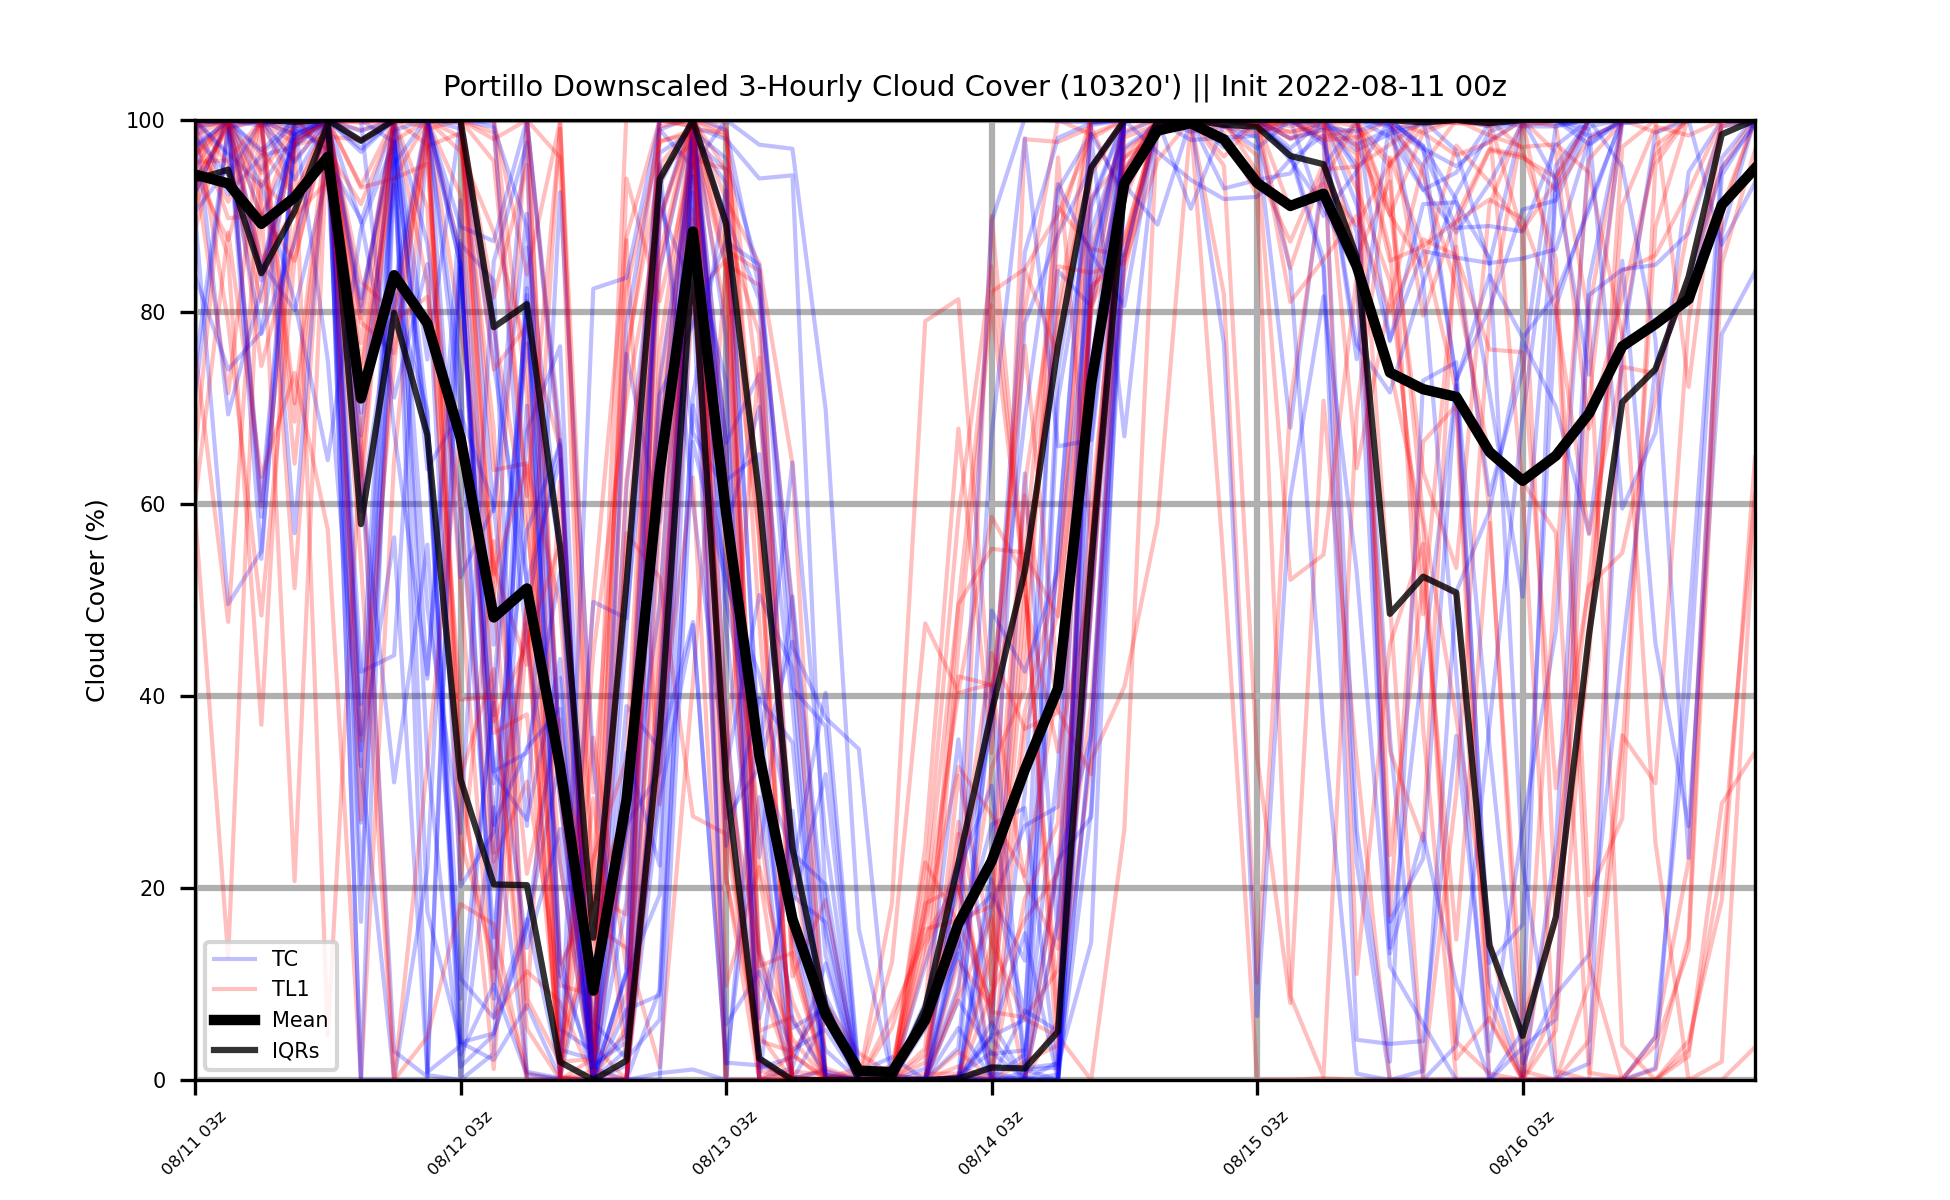 Portillo Downscaled 3-Hourly Cloud Cover (10320') || Init 2022-08-11 00z
Cloud Cover (%)
100
80
60
40
20
0
TC
TL1
Mean
IQRs
08/11 03z
08/12 03z
08/13 03z
08/14 03z
08/15 03z
08/16 03z